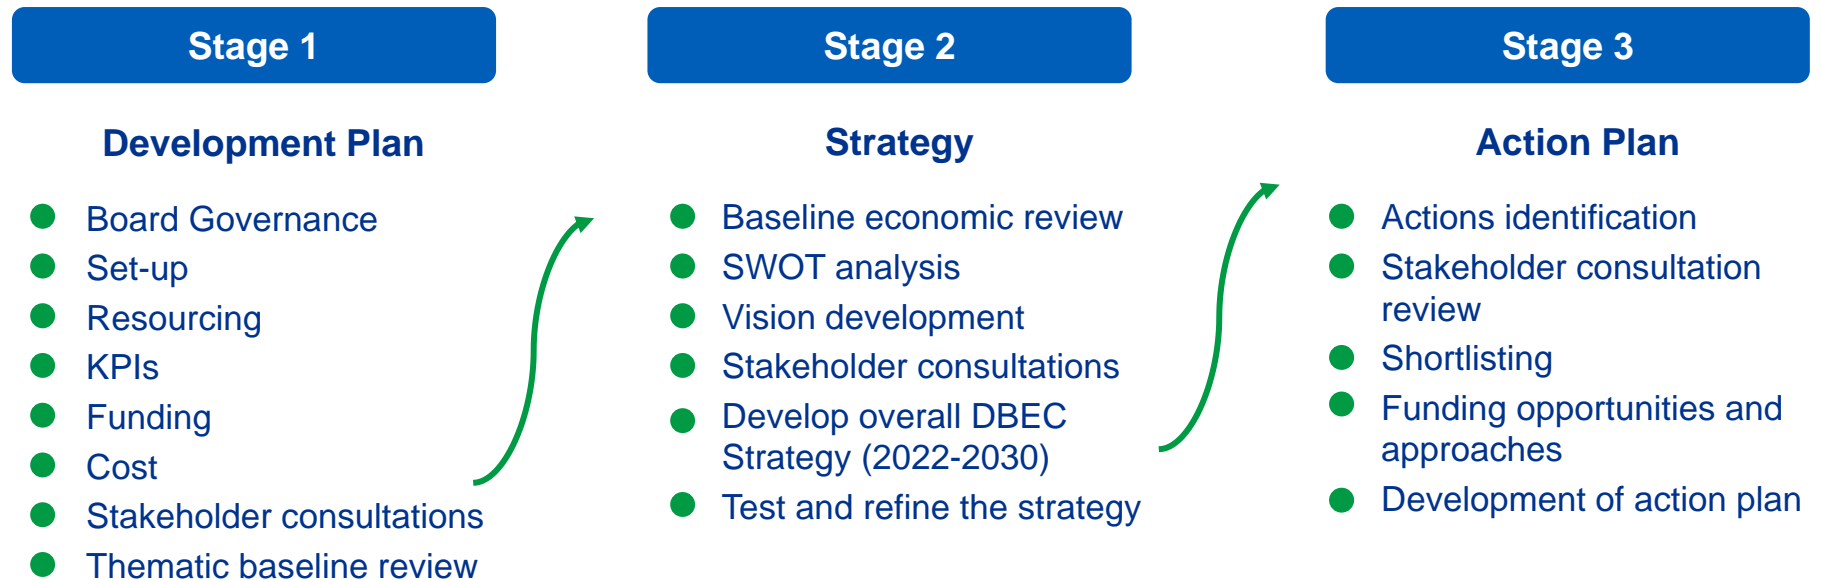 Stage 1
Development Plan
Board Governance
Set-up
Resourcing
KPIs
Funding
Cost
Stakeholder consultations
Thematic baseline review
Stage 2
Strategy
Baseline economic review
SWOT analysis
Vision development
Stakeholder consultations
Develop overall DBEC
Strategy (2022-2030)
Test and refine the strategy
Stage 3
Action Plan
Actions identification
Stakeholder consultation
review
Shortlisting
Funding opportunities and
approaches
Development of action plan